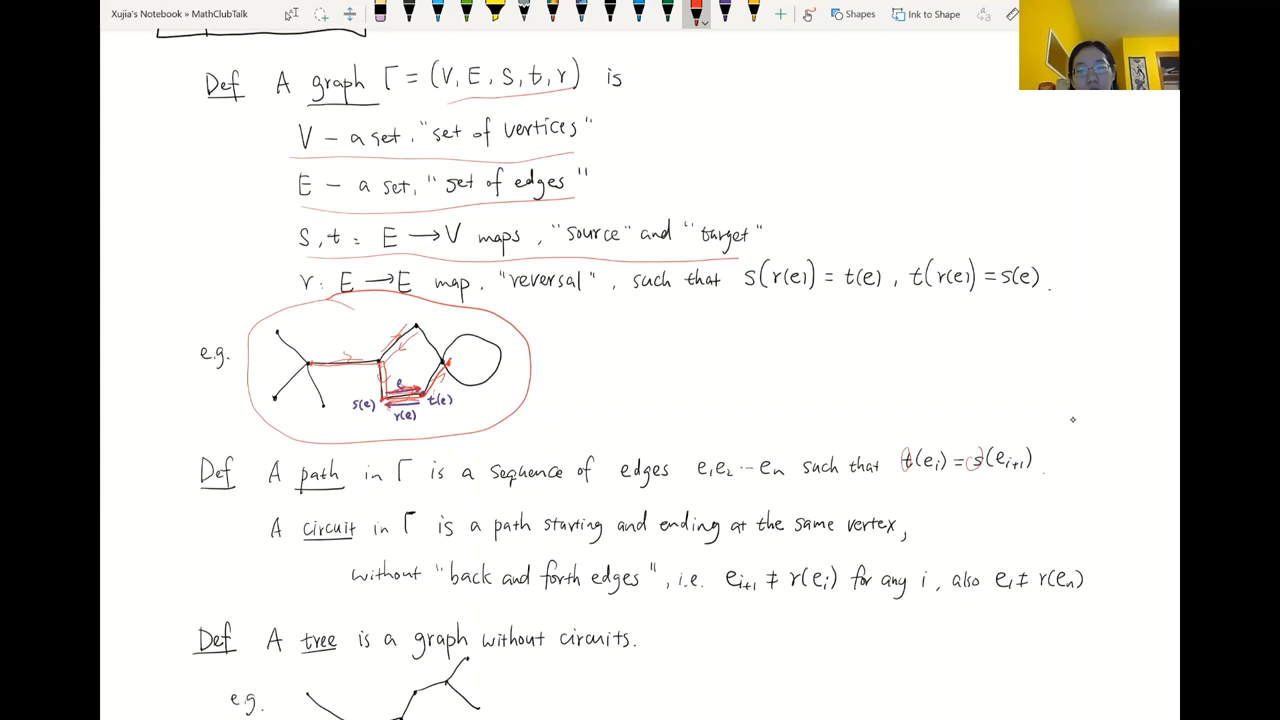 Xujia's Notebook » MathClubTalk
Shapes
Ink to Shape
Def A graph Γ = (V, E, s, t, r) is
V – a set, "set of vertices"
E – a set, "set of edges"
s, t : E → V maps, "source" and "target"
r : E → E map, "reversal", such that s(r(e)) = t(e), t(r(e)) = s(e).
e.g.
e
s(e) t(e)
r(e)
Def A path in Γ is a sequence of edges e₁e₂…eₙ such that t(eᵢ) = s(eᵢ₊₁).
A circuit in Γ is a path starting and ending at the same vertex,
without "back and forth edges", i.e. eᵢ₊₁ ≠ r(eᵢ) for any i, also e₁ ≠ r(eₙ)
Def A tree is a graph without circuits.
e.g.